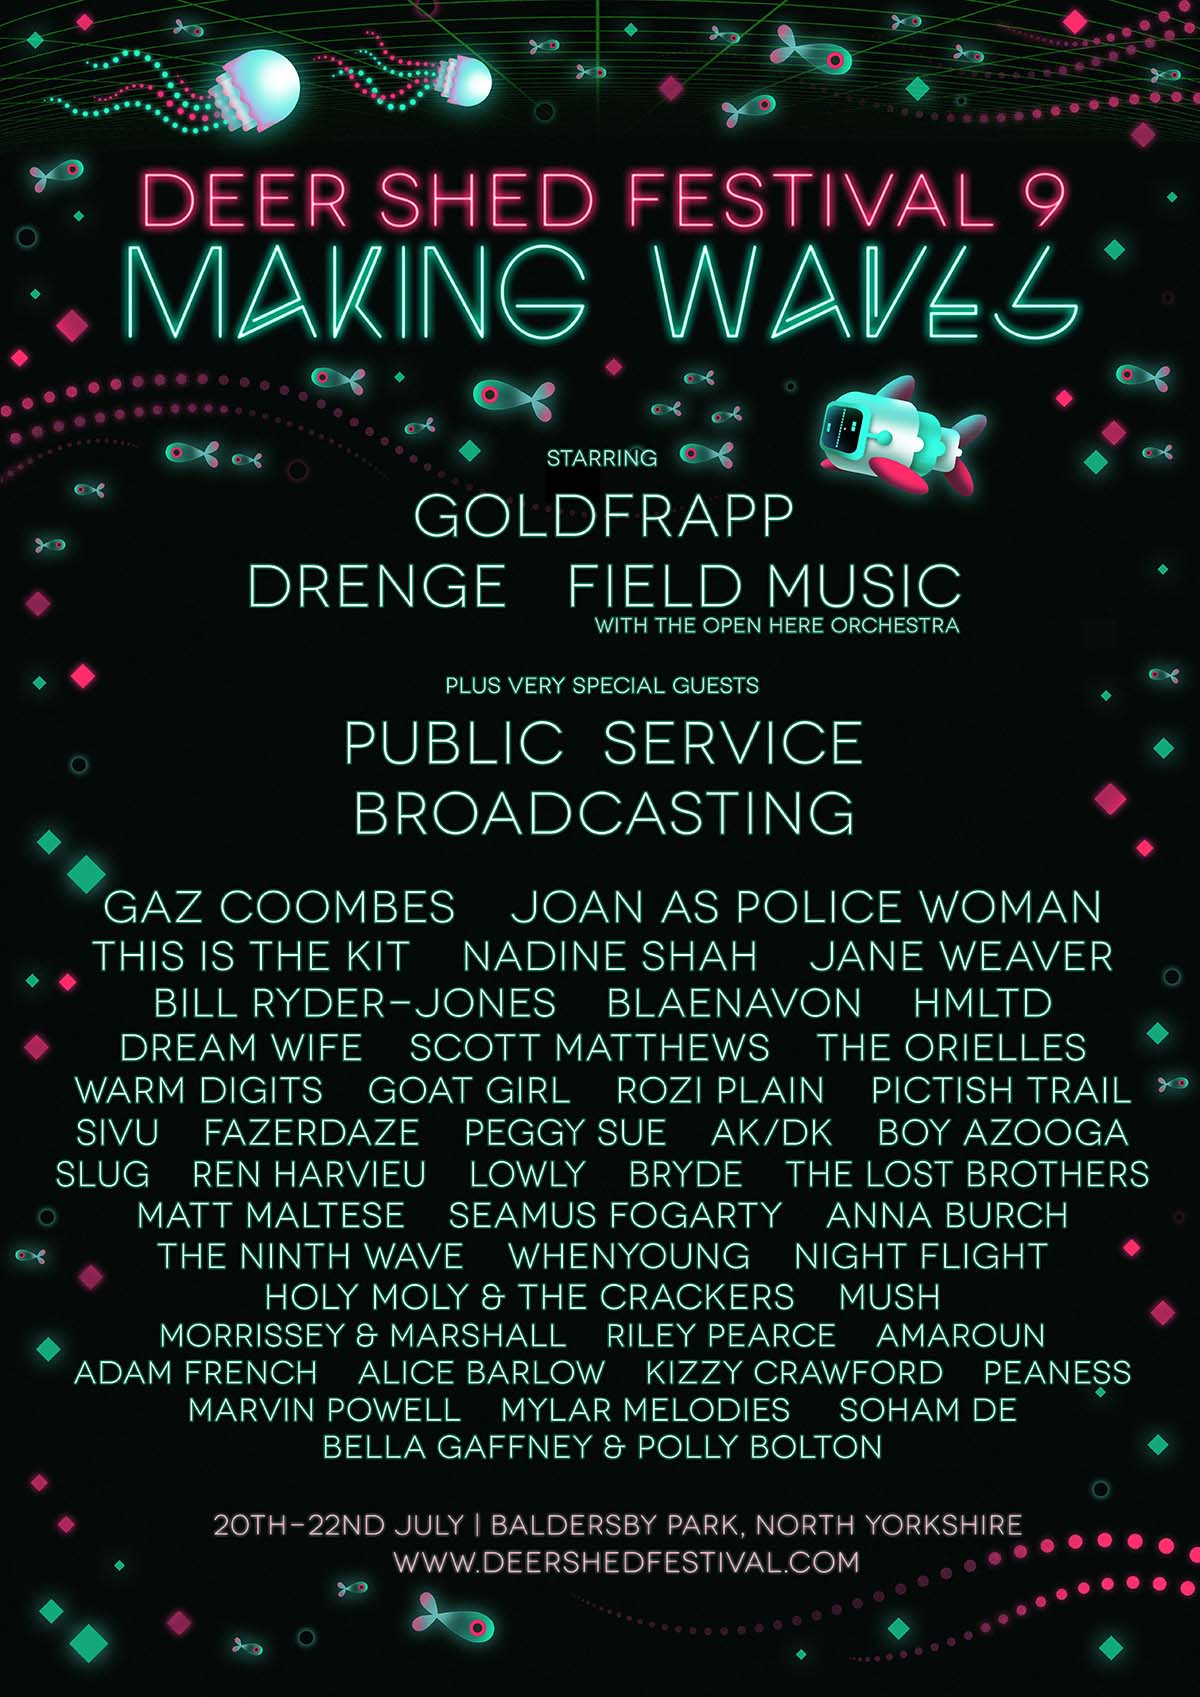 DEER SHED FESTIVAL 9
MAKING WAVES
STARRING
GOLDFRAPP
DRENGE FIELD MUSIC
WITH THE OPEN HERE ORCHESTRA
PLUS VERY SPECIAL GUESTS
PUBLIC SERVICE
BROADCASTING
GAZ COOMBES JOAN AS POLICE WOMAN
THIS IS THE KIT NADINE SHAH JANE WEAVER
BILL RYDER-JONES BLAENAVON HMLTD
DREAM WIFE SCOTT MATTHEWS THE ORIELLES
WARM DIGITS GOAT GIRL ROZI PLAIN PICTISH TRAIL
SIVU FAZERDAZE PEGGY SUE AK/DK BOY AZOOGA
SLUG REN HARVIEU LOWLY BRYDE THE LOST BROTHERS
MATT MALTESE SEAMUS FOGARTY ANNA BURCH
THE NINTH WAVE WHENYOUNG NIGHT FLIGHT
HOLY MOLY & THE CRACKERS MUSH
MORRISSEY & MARSHALL RILEY PEARCE AMAROUN
ADAM FRENCH ALICE BARLOW KIZZY CRAWFORD PEANESS
MARVIN POWELL MYLAR MELODIES SOHAM DE
BELLA GAFFNEY & POLLY BOLTON
20TH-22ND JULY | BALDERSBY PARK, NORTH YORKSHIRE
WWW.DEERSHEDFESTIVAL.COM